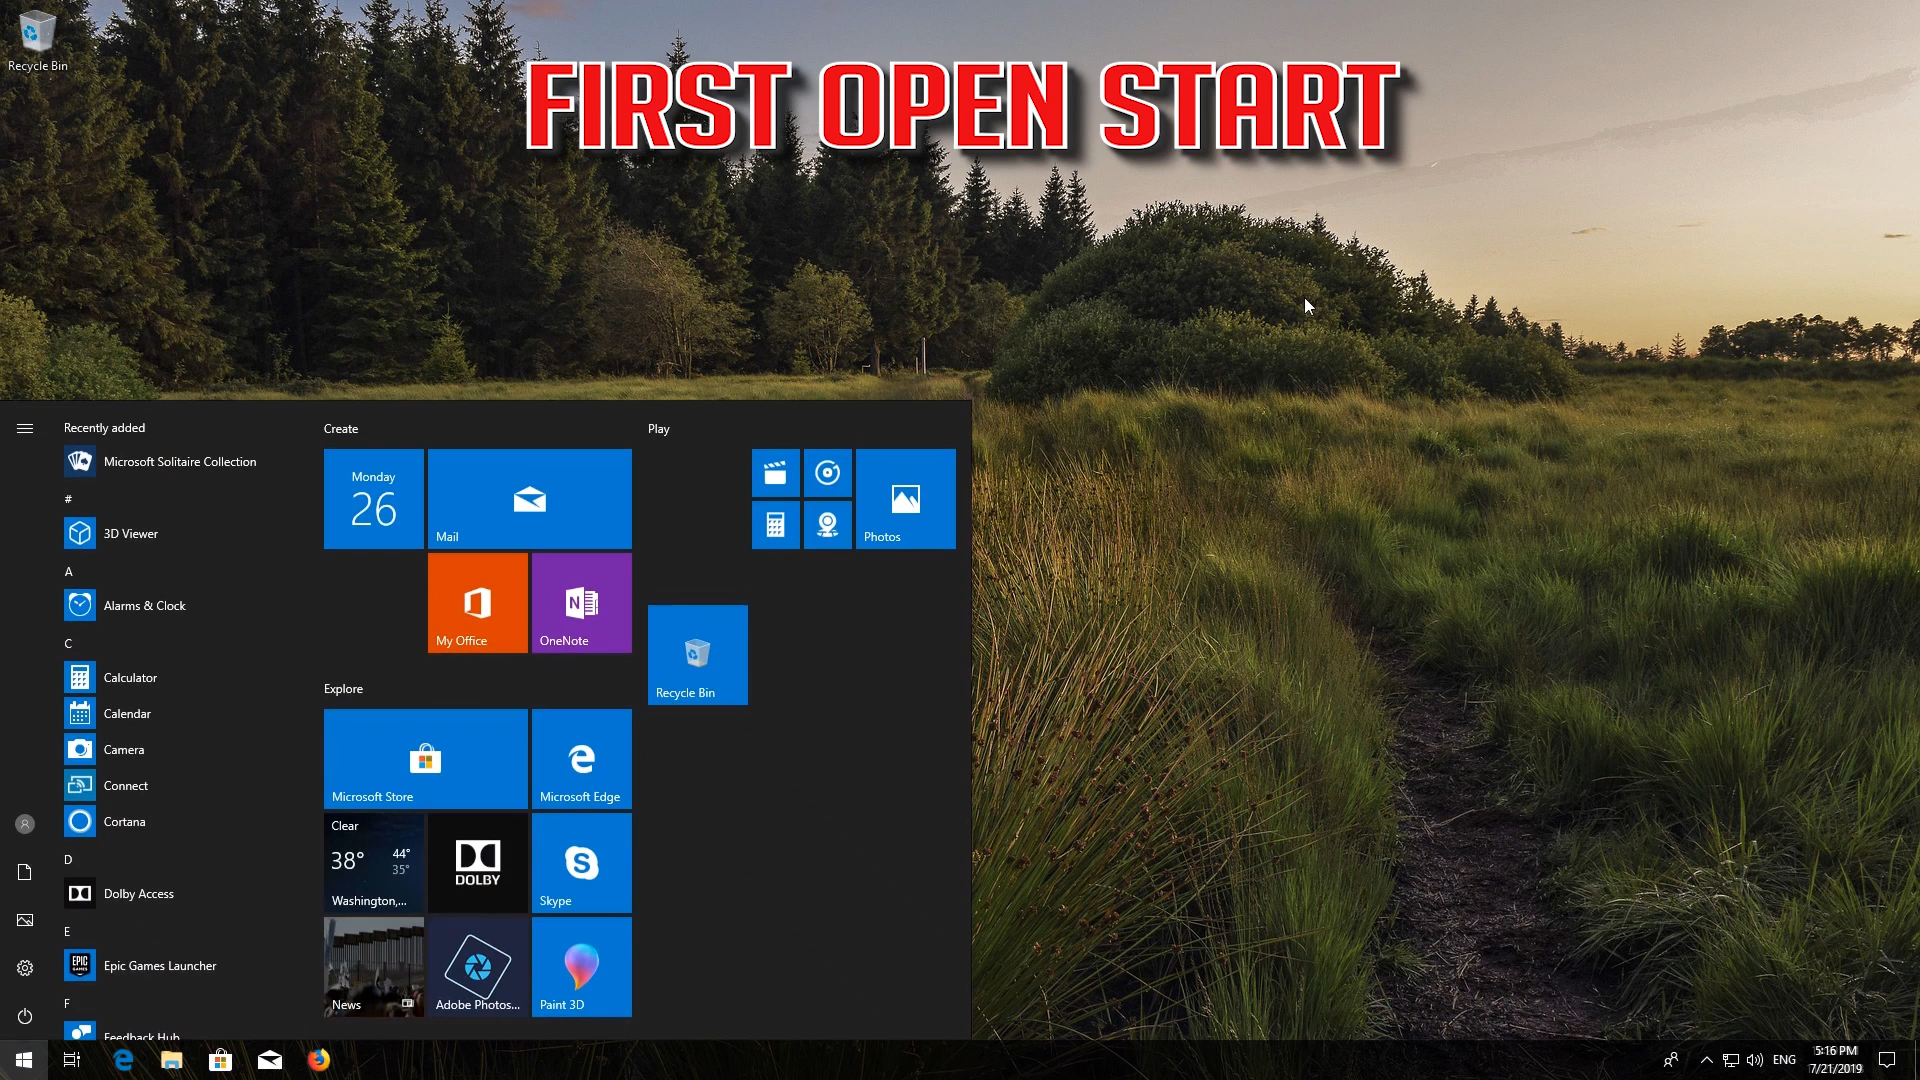 Recycle Bin
FIRST OPEN START
Recently added
Microsoft Solitaire Collection
#
3D Viewer
A
Alarms & Clock
C
Calculator
Calendar
Camera
Connect
Cortana
D
Dolby Access
E
EPIC GAMES
Epic Games Launcher
F
Feedback Hub
Create
Monday
26
Mail
My Office
N
OneNote
Explore
Microsoft Store
Microsoft Edge
Clear
38° 44°
35°
Washington,...
DOLBY
Skype
News
Adobe Photos...
Paint 3D
Play
Photos
Recycle Bin
ENG
5:16 PM
7/21/2019